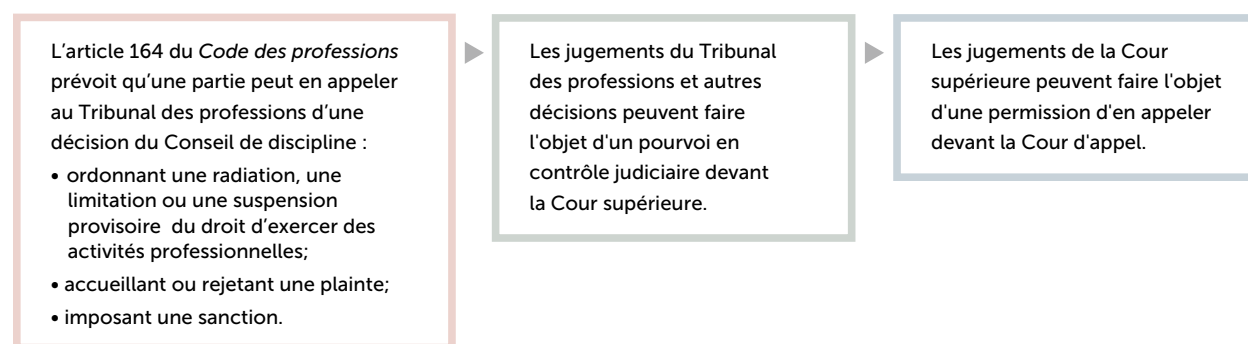 L’article 164 du Code des professions
prévoit qu’une partie peut en appeler
au Tribunal des professions d’une
décision du Conseil de discipline :
• ordonnant une radiation, une
limitation ou une suspension
provisoire  du droit d’exercer des
activités professionnelles;
• accueillant ou rejetant une plainte;
• imposant une sanction.
Les jugements du Tribunal
des professions et autres
décisions peuvent faire
l'objet d'un pourvoi en
contrôle judiciaire devant
la Cour supérieure.
Les jugements de la Cour
supérieure peuvent faire l'objet
d'une permission d'en appeler
devant la Cour d'appel.